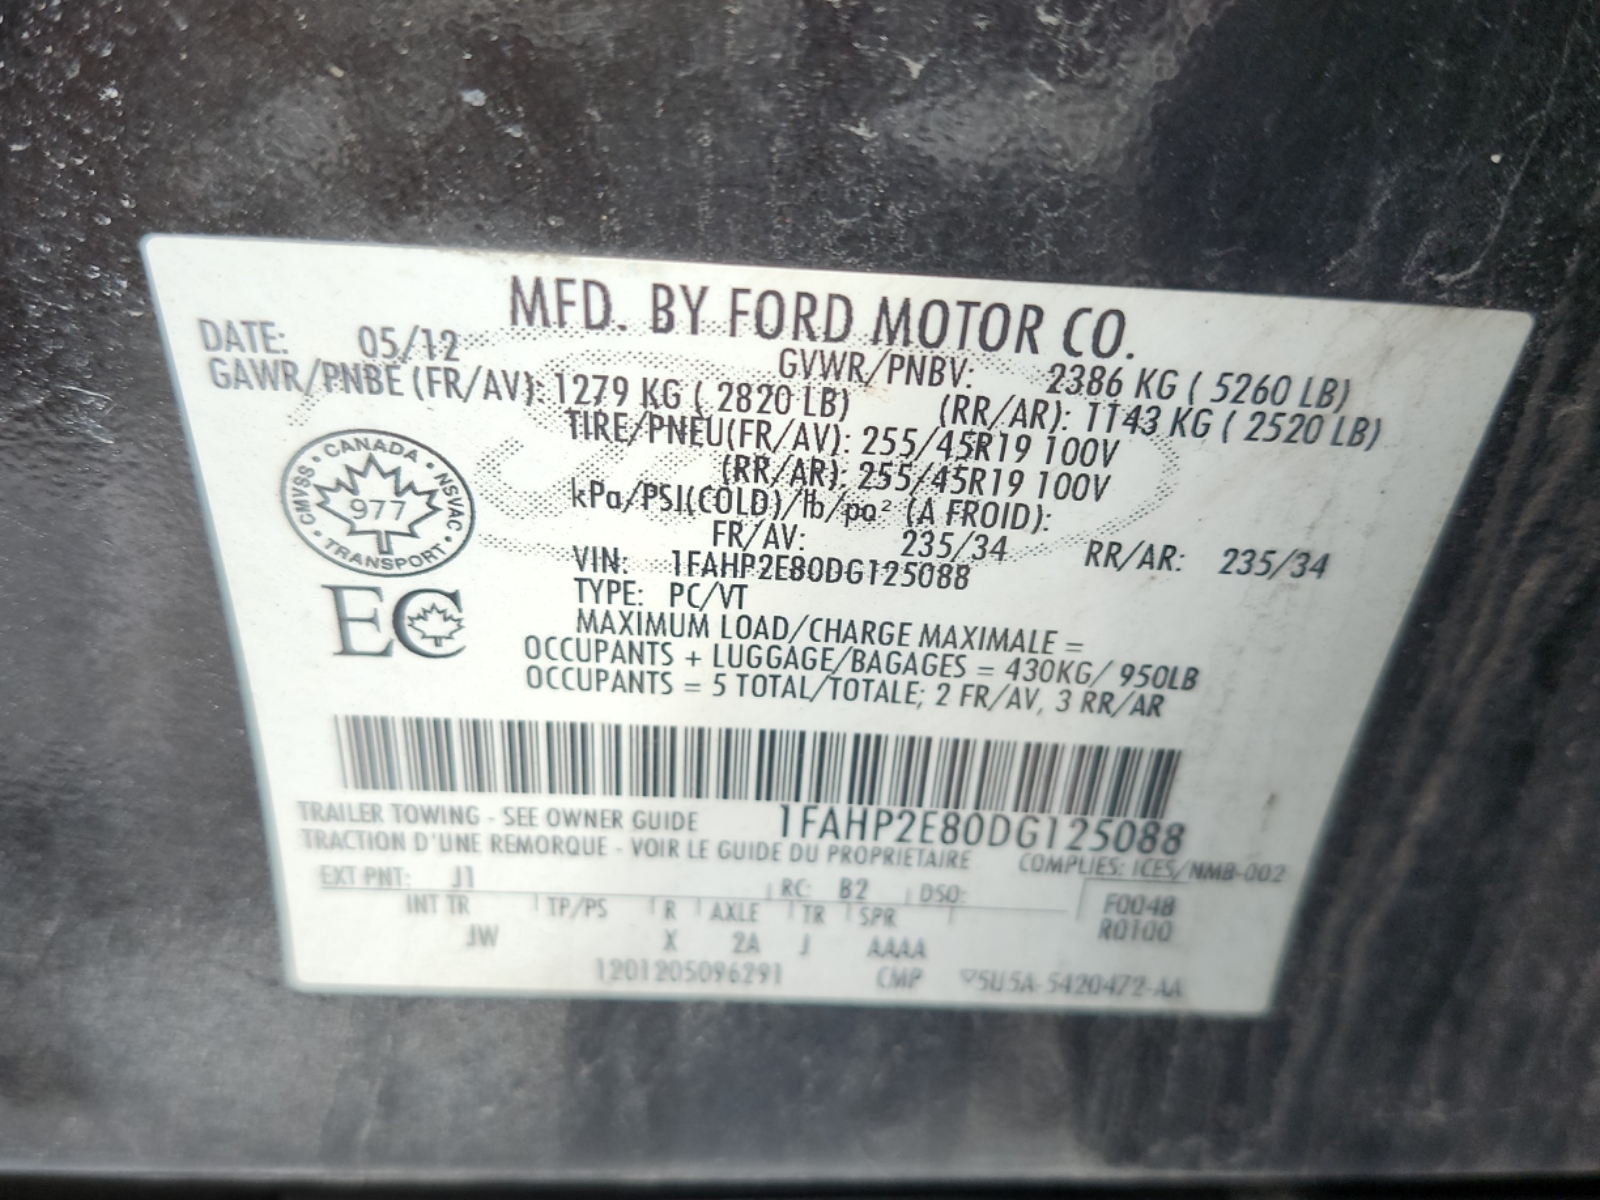 MFD. BY FORD MOTOR CO.
DATE: 05/12 GVWR/PNBV: 2386 KG ( 5260 LB)
GAWR/PNBE (FR/AV): 1279 KG ( 2820 LB) (RR/AR): 1143 KG ( 2520 LB)
TIRE/PNEU(FR/AV): 255/45R19 100V
(RR/AR): 255/45R19 100V
kPa/PSI(COLD)/lb/po² (A FROID):
FR/AV: 235/34 RR/AR: 235/34
CANADA • NSVAC • TRANSPORT • CMVSS
977
VIN: 1FAHP2E80DG125088
TYPE: PC/VT
EC
MAXIMUM LOAD/CHARGE MAXIMALE =
OCCUPANTS + LUGGAGE/BAGAGES = 430KG/ 950LB
OCCUPANTS = 5 TOTAL/TOTALE; 2 FR/AV, 3 RR/AR
TRAILER TOWING - SEE OWNER GUIDE 1FAHP2E80DG125088
TRACTION D'UNE REMORQUE - VOIR LE GUIDE DU PROPRIETAIRE COMPLIES: ICES/NMB-002
EXT PNT: J1 RC: B2 DSO: F0048
INT TR TP/PS R AXLE TR SPR R0100
JW X 2A J AAAA
1201205096291 CMP 5U5A-5420472-AA